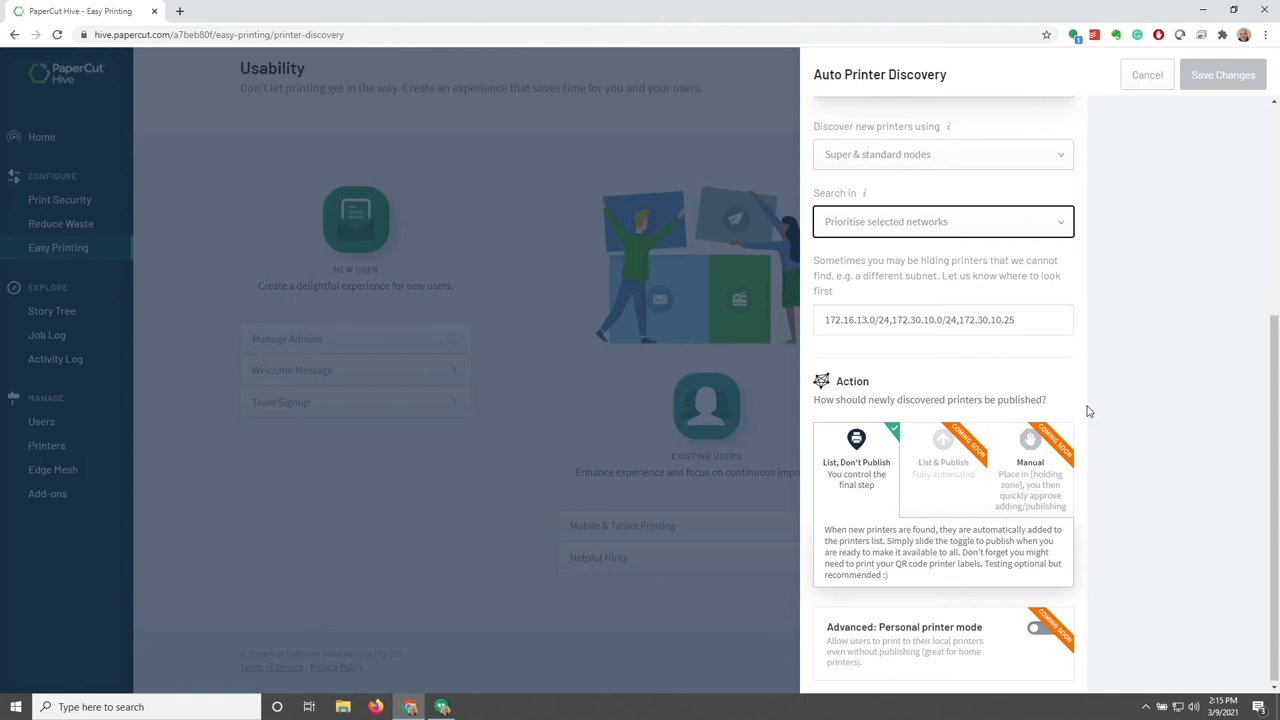 PaperCut Hive - Easy Printing
hive.papercut.com/a7beb80f/easy-printing/printer-discovery
PaperCut
Hive
Home
CONFIGURE
Print Security
Reduce Waste
Easy Printing
EXPLORE
Story Tree
Job Log
Activity Log
MANAGE
Users
Printers
Edge Mesh
Add-ons
Usability
Don't let printing get in the way. Create an experience that saves time for you and your users.
NEW USER
Create a delightful experience for new users.
Manage Admins
Welcome Message
Team Signup
EXISTING USERS
Enhance experience and focus on continuous impro
Mobile & Tablet Printing
Helpful Hints
© PaperCut Software International Pty Ltd
Terms of Service / Privacy Policy
Auto Printer Discovery
Cancel
Save Changes
Discover new printers using i
Super & standard nodes
Search in i
Prioritise selected networks
Sometimes you may be hiding printers that we cannot
find, e.g. a different subnet. Let us know where to look
first
172.16.13.0/24,172.30.10.0/24,172.30.10.25
Action
How should newly discovered printers be published?
List, Don't Publish
You control the
final step
COMING SOON
List & Publish
Fully automated
COMING SOON
Manual
Place in [holding
zone], you then
quickly approve
adding/publishing
When new printers are found, they are automatically added to
the printers list. Simply slide the toggle to publish when you
are ready to make it available to all. Don't forget you might
need to print your QR code printer labels. Testing optional but
recommended :)
Advanced: Personal printer mode
COMING SOON
Allow users to print to their local printers
even without publishing (great for home
printers).
Type here to search
2:15 PM
3/9/2021